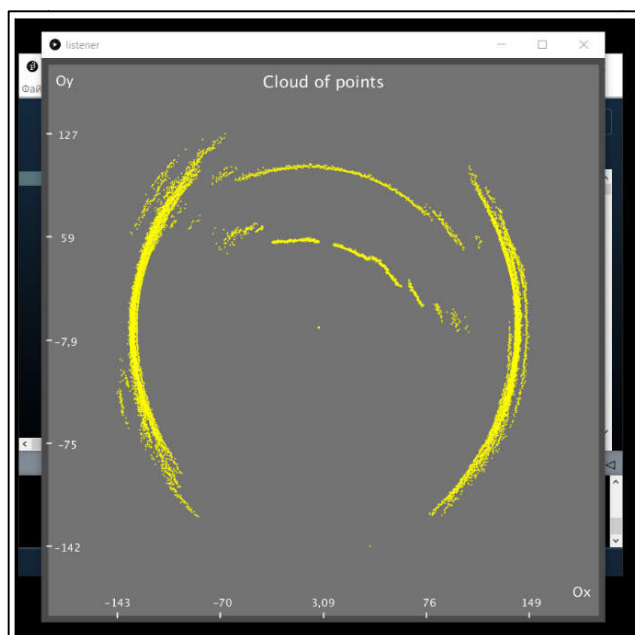 listener
Фай
Oy
Cloud of points
127
59
-7,9
-75
-142
Ox
-143
-70
3,09
76
149